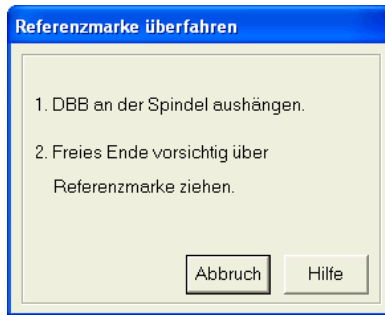 Referenzmarke überfahren
1. DBB an der Spindel aushängen.
2. Freies Ende vorsichtig über
Referenzmarke ziehen.
Abbruch
Hilfe